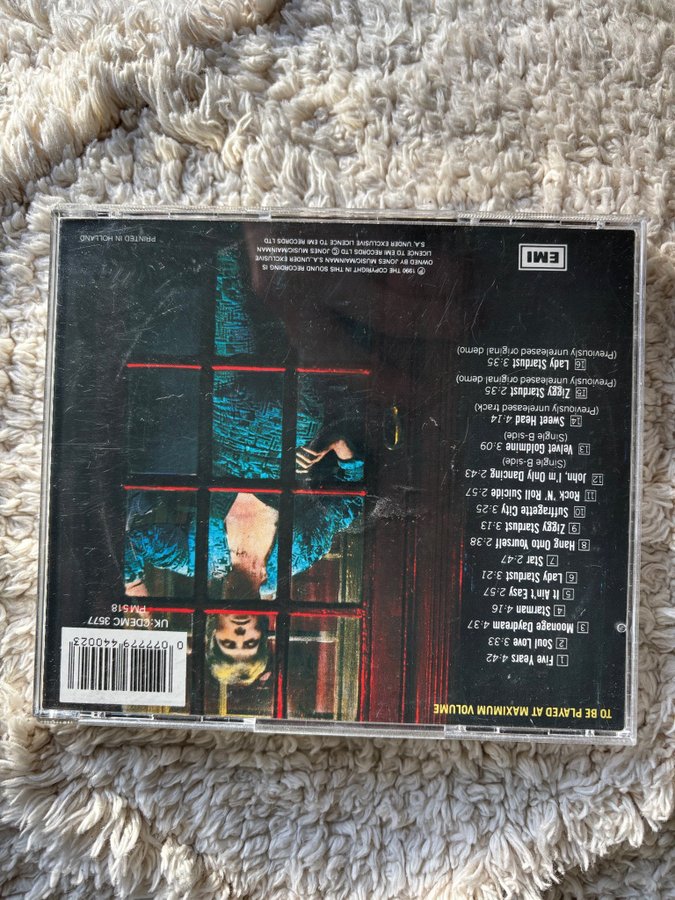 TO BE PLAYED AT MAXIMUM VOLUME
1 Five Years 4:42
2 Soul Love 3:33
3 Moonage Daydream 4:37
4 Starman 4:16
5 It Ain't Easy 2:57
6 Lady Stardust 3:21
7 Star 2:47
8 Hang Onto Yourself 2:38
9 Ziggy Stardust 3:13
10 Suffragette City 3:25
11 Rock 'N' Roll Suicide 2:57
12 John, I'm Only Dancing 2:43
(Single B-side)
13 Velvet Goldmine 3:09
(Single B-side)
14 Sweet Head 4:14
(Previously unreleased track)
15 Ziggy Stardust 2:35
(Previously unreleased original demo)
16 Lady Stardust 3:35
(Previously unreleased original demo)
EMI
0 077779 440023
UK:CDEMC 3577
PM 518
℗ 1990 THE COPYRIGHT IN THIS SOUND RECORDING IS
OWNED BY JONES MUSIC/MAINMAN S.A. UNDER EXCLUSIVE
LICENCE TO EMI RECORDS LTD © JONES MUSIC/MAINMAN
S.A. UNDER EXCLUSIVE LICENCE TO EMI RECORDS LTD
PRINTED IN HOLLAND